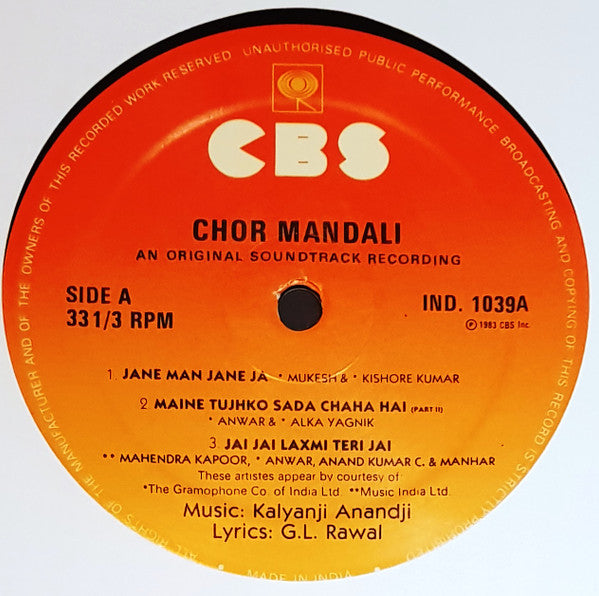 ALL RIGHTS OF THE MANUFACTURER AND OF THE OWNERS OF THIS RECORDED WORK RESERVED UNAUTHORISED PUBLIC PERFORMANCE BROADCASTING AND COPYING OF THIS RECORD IS STRICTLY PROHIBITED
CBS
CHOR MANDALI
AN ORIGINAL SOUNDTRACK RECORDING
SIDE A
33 1/3 RPM
IND. 1039A
Ⓟ 1983 CBS Inc.
1. JANE MAN JANE JA * MUKESH & * KISHORE KUMAR
2. MAINE TUJHKO SADA CHAHA HAI (PART II)
* ANWAR & * ALKA YAGNIK
3. JAI JAI LAXMI TERI JAI
** MAHENDRA KAPOOR, * ANWAR, ANAND KUMAR C. & MANHAR
These artists appear by courtesy of:
*The Gramophone Co. of India Ltd. **Music India Ltd.
Music: Kalyanji Anandji
Lyrics: G.L. Rawal
MADE IN INDIA